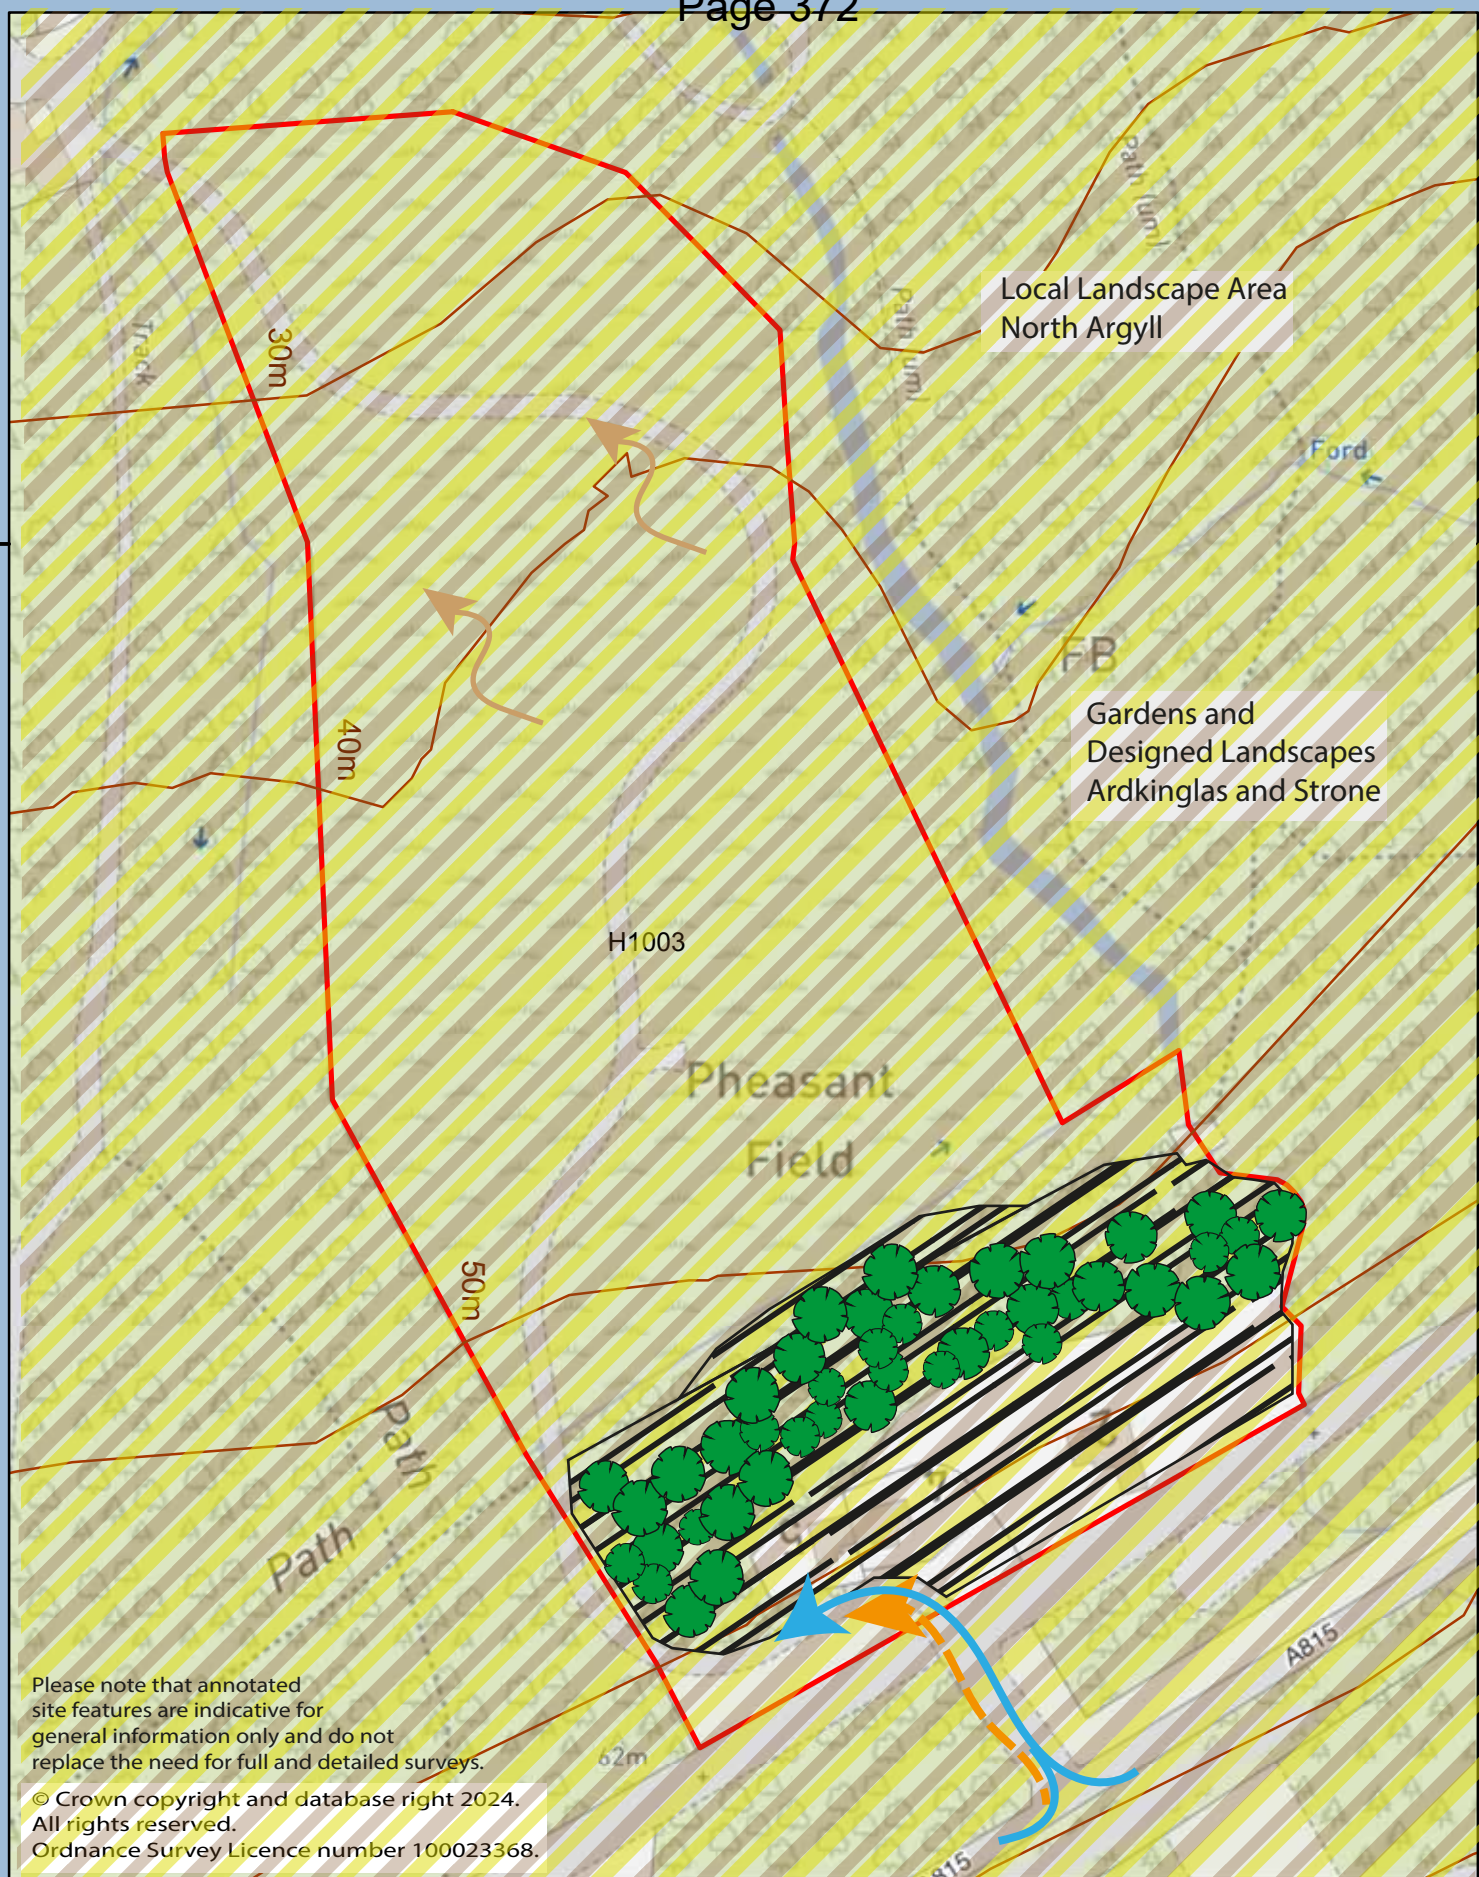 Page 372
Path (um)
Local Landscape Area
North Argyll
Path (um)
Track
30m
Ford
FB
Gardens and
Designed Landscapes
Ardkinglas and Strone
40m
H1003
Pheasant
Field
50m
Path
Path
A815
62m
815
Please note that annotated
site features are indicative for
general information only and do not
replace the need for full and detailed surveys.
© Crown copyright and database right 2024.
All rights reserved.
Ordnance Survey Licence number 100023368.